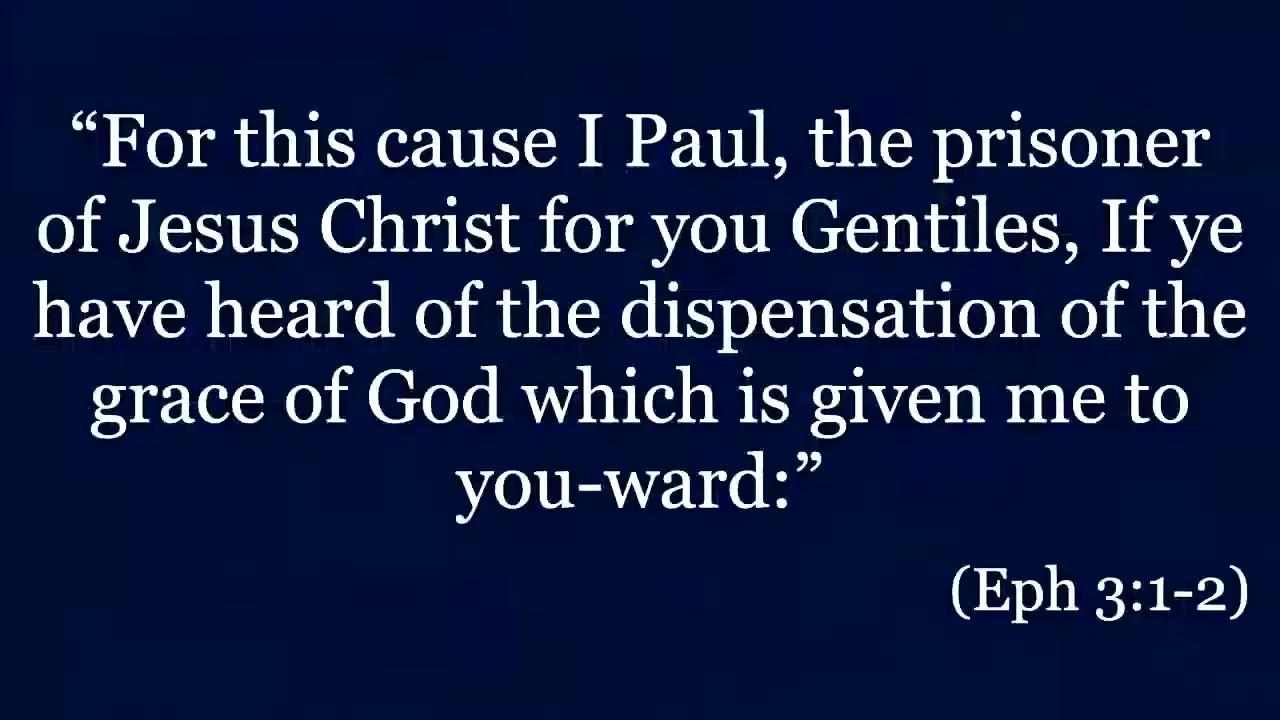 “For this cause I Paul, the prisoner
of Jesus Christ for you Gentiles, If ye
have heard of the dispensation of the
grace of God which is given me to
you-ward:”
(Eph 3:1-2)